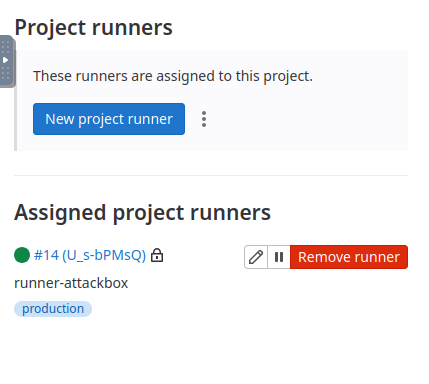 Project runners
These runners are assigned to this project.
New project runner
Assigned project runners
#14 (U_s-bPMsQ)
Remove runner
runner-attackbox
production